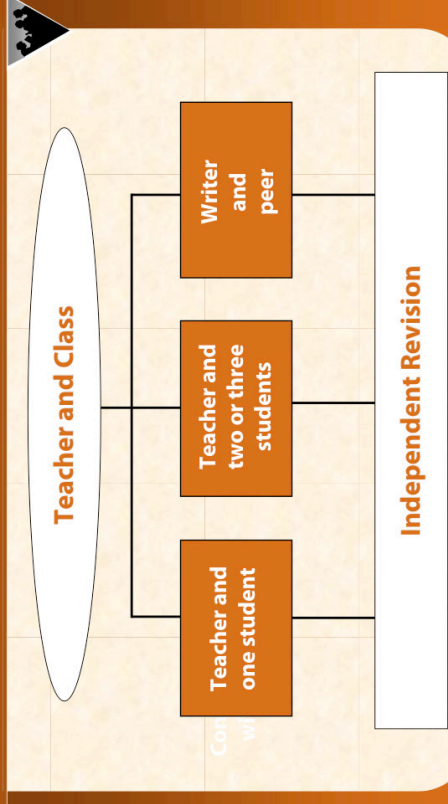 Teacher and Class
Teacher and
one student
Teacher and
two or three
students
Writer
and
peer
Independent Revision